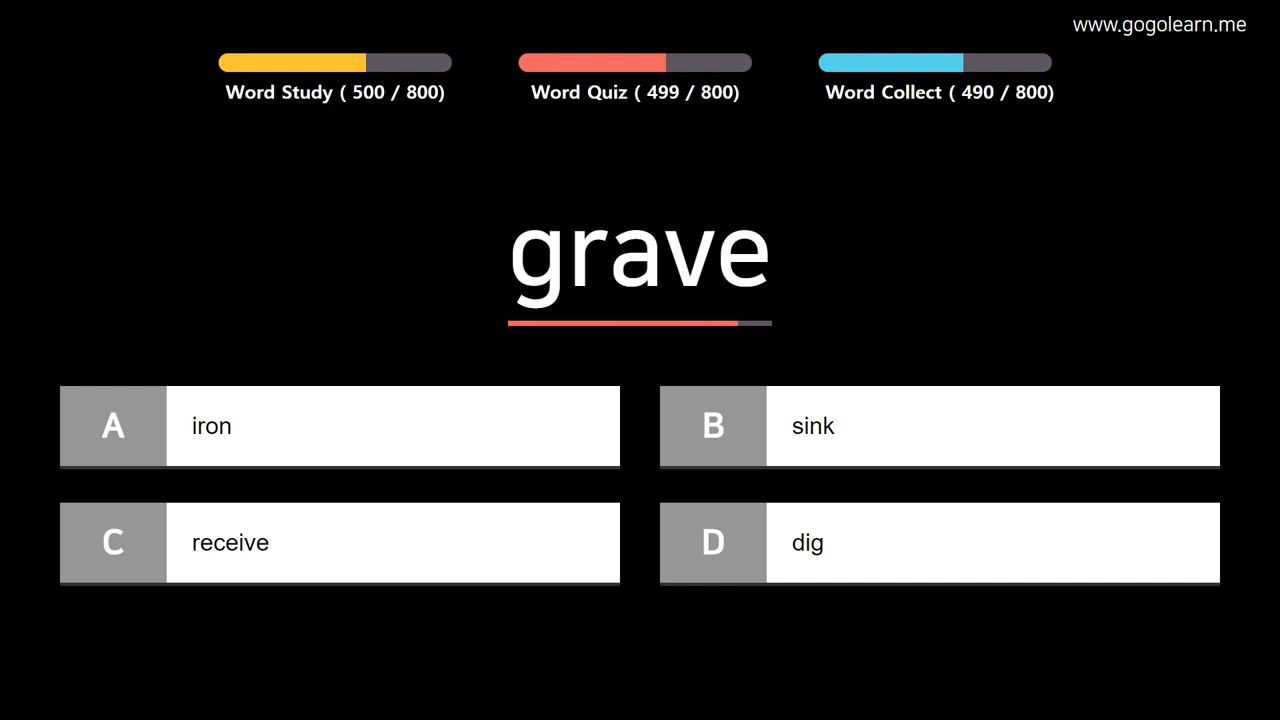 www.gogolearn.me
Word Study ( 500 / 800)
Word Quiz ( 499 / 800)
Word Collect ( 490 / 800)
grave
A iron
B sink
C receive
D dig